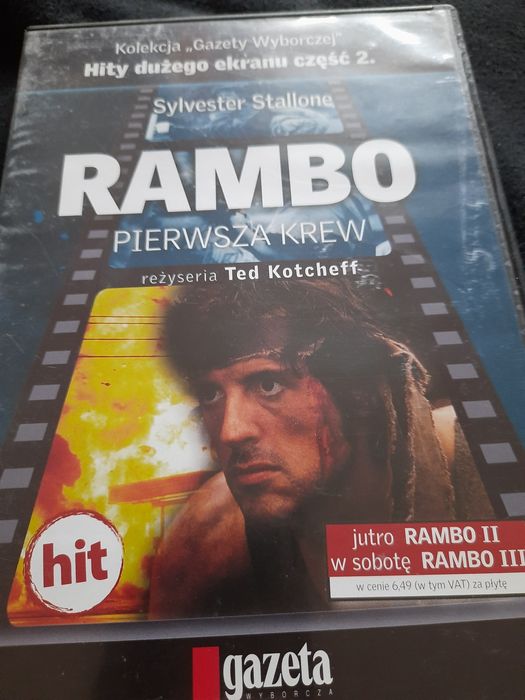 Kolekcja „Gazety Wyborczej"
Hity dużego ekranu część 2.
Sylvester Stallone
RAMBO
PIERWSZA KREW
reżyseria Ted Kotcheff
hit
jutro RAMBO II
w sobotę RAMBO III
w cenie 6,49 (w tym VAT) za płytę
gazeta
WYBORCZA